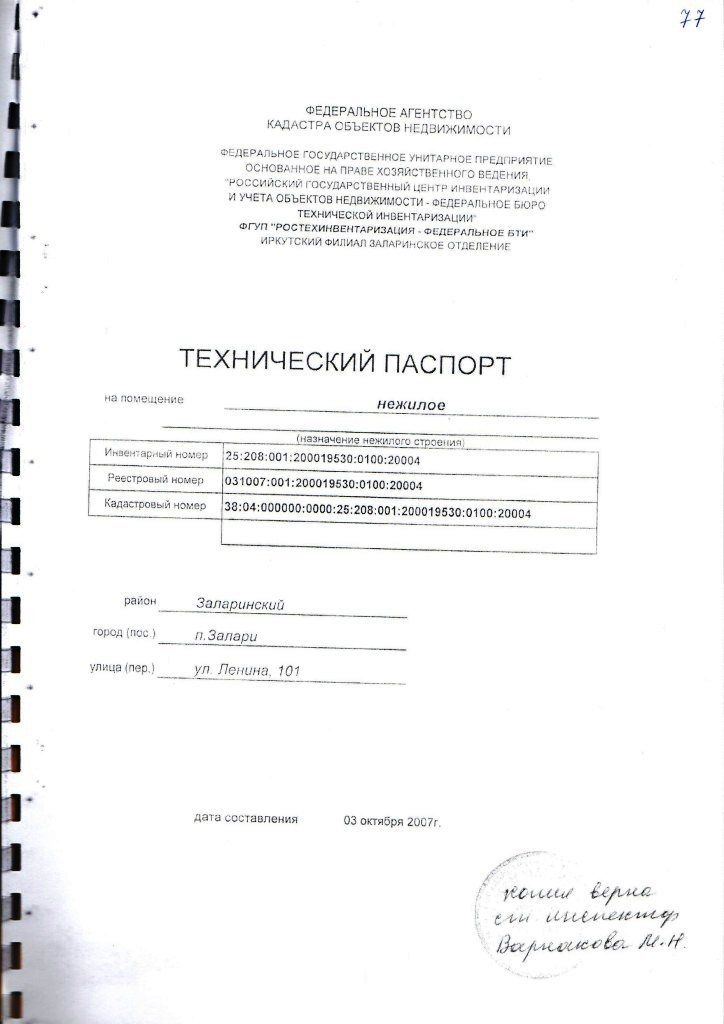 77
ФЕДЕРАЛЬНОЕ АГЕНТСТВО
КАДАСТРА ОБЪЕКТОВ НЕДВИЖИМОСТИ
ФЕДЕРАЛЬНОЕ ГОСУДАРСТВЕННОЕ УНИТАРНОЕ ПРЕДПРИЯТИЕ
ОСНОВАННОЕ НА ПРАВЕ ХОЗЯЙСТВЕННОГО ВЕДЕНИЯ
"РОССИЙСКИЙ ГОСУДАРСТВЕННЫЙ ЦЕНТР ИНВЕНТАРИЗАЦИИ
И УЧЕТА ОБЪЕКТОВ НЕДВИЖИМОСТИ - ФЕДЕРАЛЬНОЕ БЮРО
ТЕХНИЧЕСКОЙ ИНВЕНТАРИЗАЦИИ"
ФГУП "РОСТЕХИНВЕНТАРИЗАЦИЯ - ФЕДЕРАЛЬНОЕ БТИ"
ИРКУТСКИЙ ФИЛИАЛ ЗАЛАРИНСКОЕ ОТДЕЛЕНИЕ
ТЕХНИЧЕСКИЙ ПАСПОРТ
на помещение нежилое
(назначение нежилого строения)
Инвентарный номер 25:208:001:200019530:0100:20004
Реестровый номер 031007:001:200019530:0100:20004
Кадастровый номер 38:04:000000:0000:25:208:001:200019530:0100:20004
район Заларинский
город (пос.) п.Залари
улица (пер.) ул. Ленина, 101
дата составления 03 октября 2007г.
копия верна
ст инспектор
Варнакова М.Н.